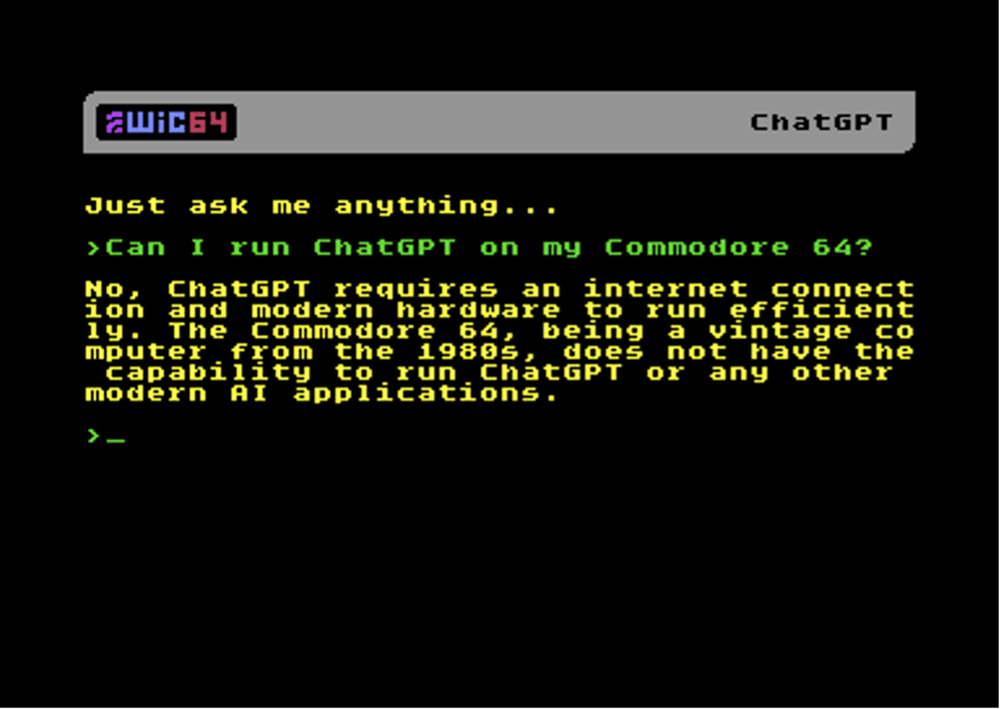 WiC64
ChatGPT
Just ask me anything...
>Can I run ChatGPT on my Commodore 64?
No, ChatGPT requires an internet connect
ion and modern hardware to run efficient
ly. The Commodore 64, being a vintage co
mputer from the 1980s, does not have the
 capability to run ChatGPT or any other
modern AI applications.
>_